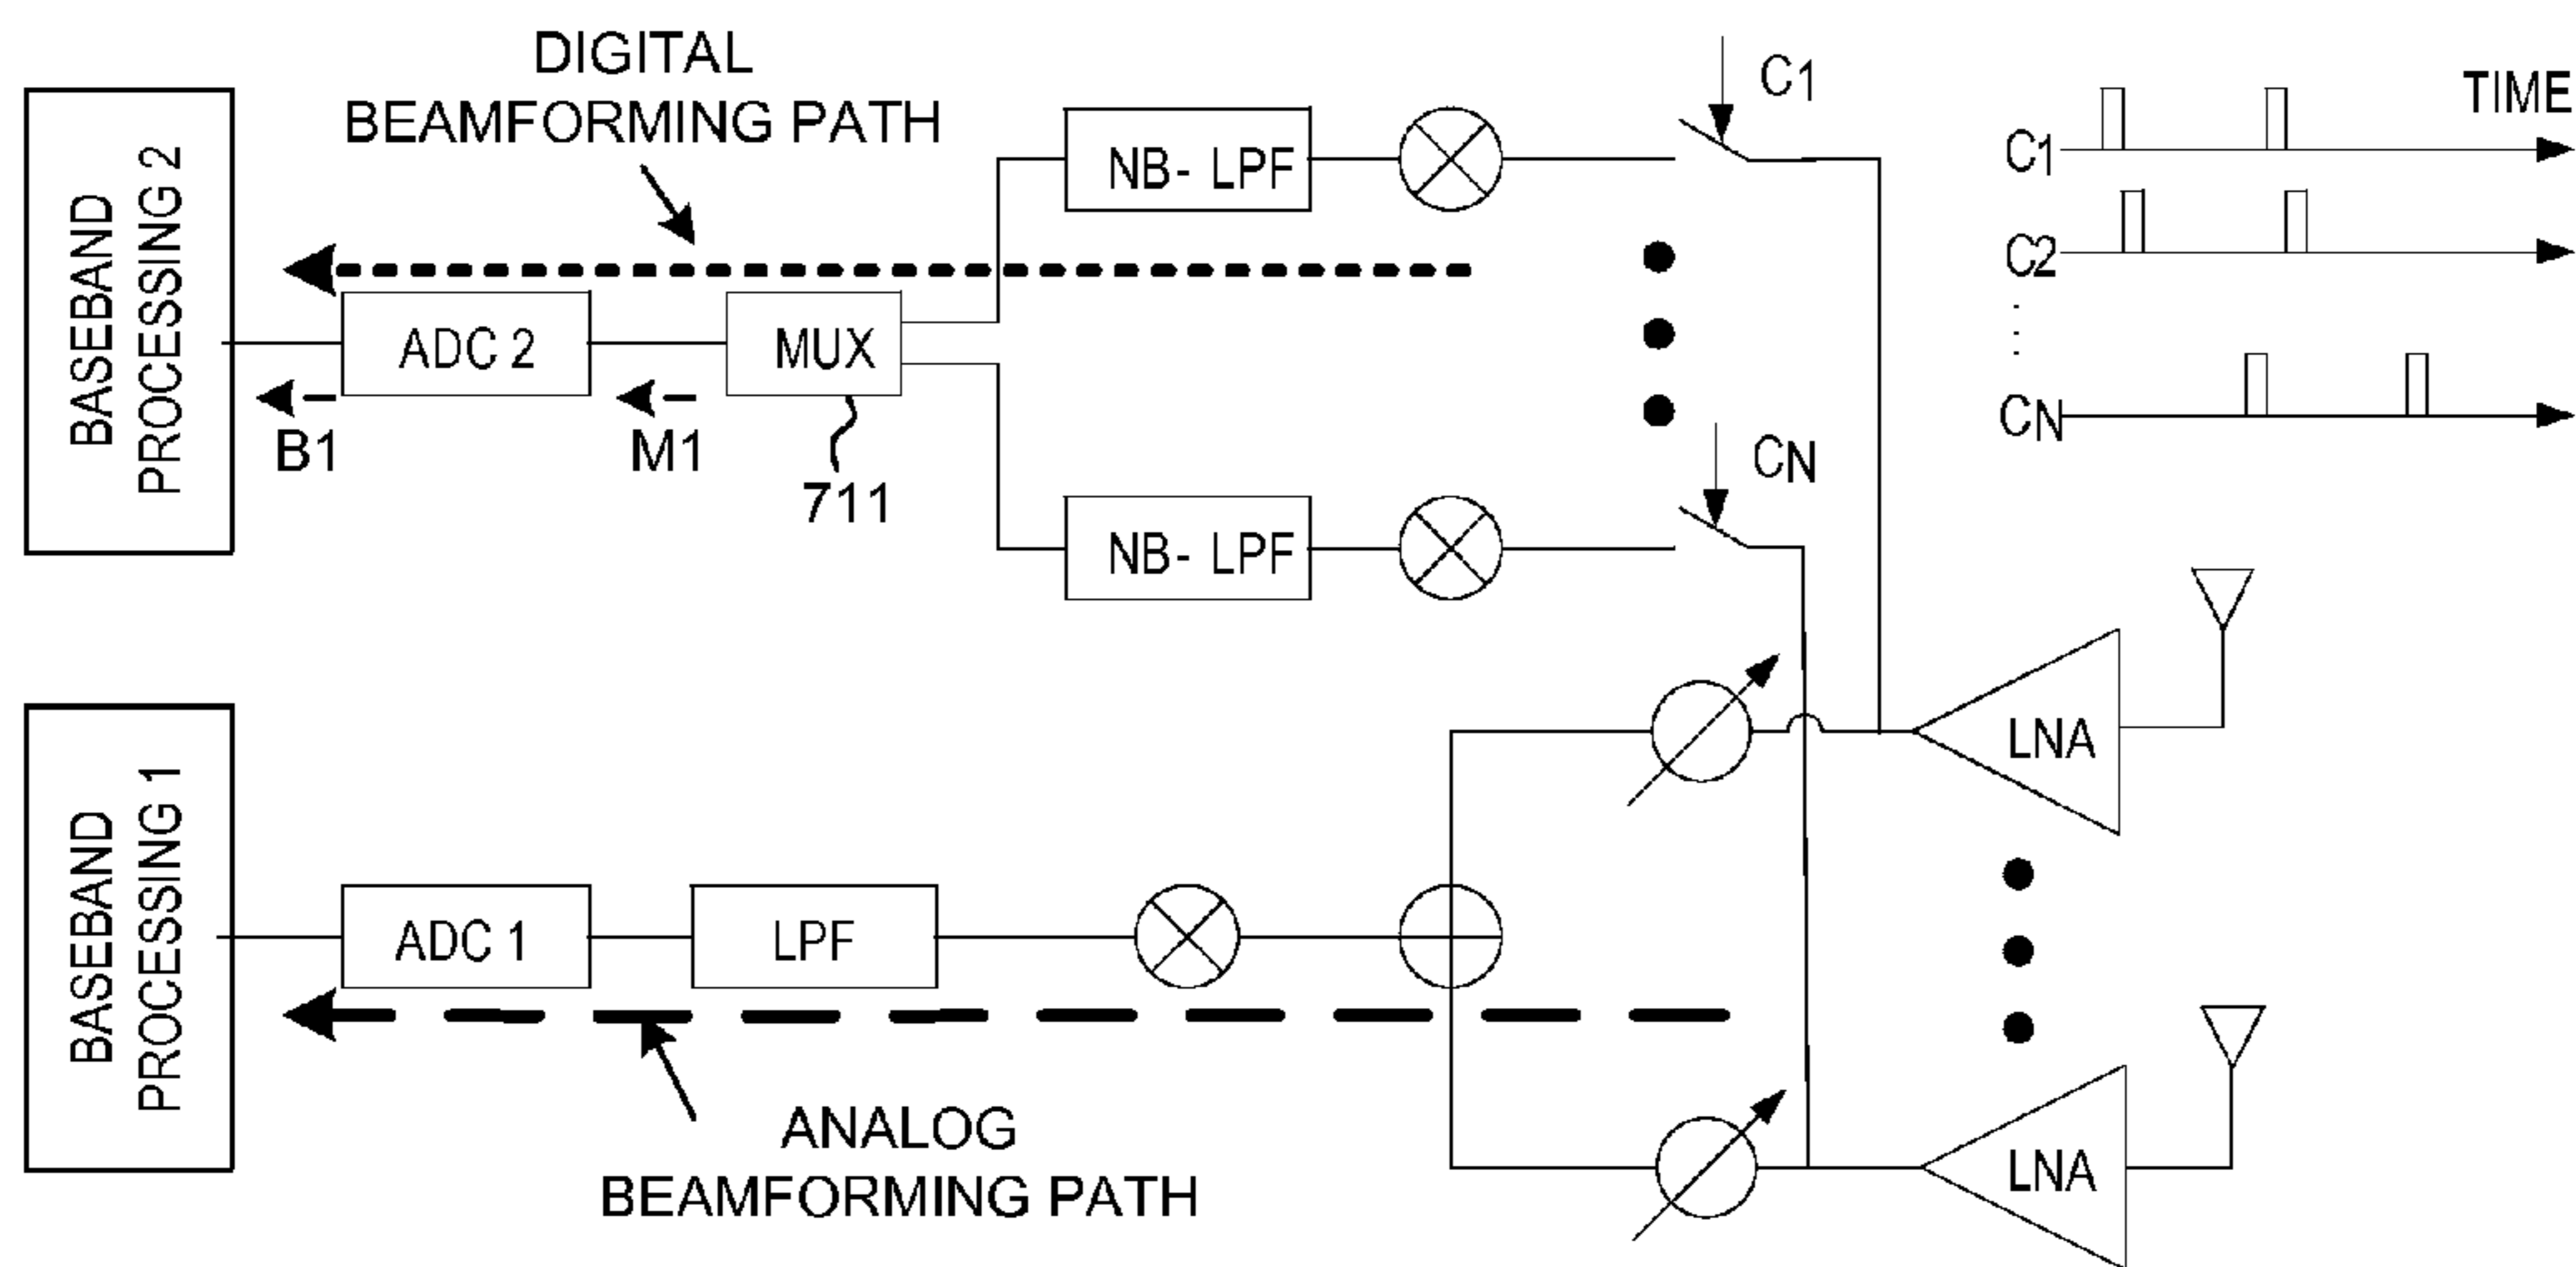 DIGITAL
BEAMFORMING PATH
BASEBAND
PROCESSING 2
ADC 2
B1
M1
MUX
711
NB- LPF
C1
NB- LPF
CN
TIME
C1
C2
CN
BASEBAND
PROCESSING 1
ADC 1
LPF
LNA
LNA
ANALOG
BEAMFORMING PATH